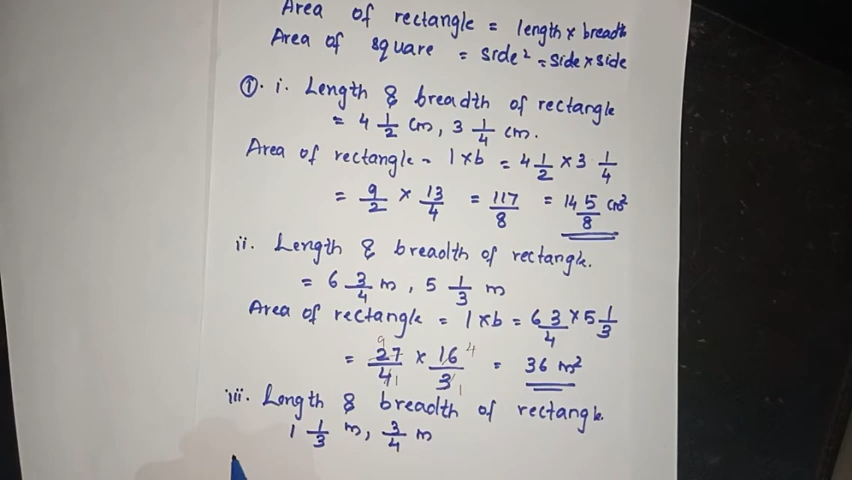 Area of rectangle = length x breadth
Area of square = side² = side x side
①. i. Length & breadth of rectangle
= 4 1/2 cm, 3 1/4 cm.
Area of rectangle = l x b = 4 1/2 x 3 1/4
= 9/2 x 13/4 = 117/8 = 14 5/8 cm²
ii. Length & breadth of rectangle.
= 6 3/4 m, 5 1/3 m
Area of rectangle = l x b = 6 3/4 x 5 1/3
9 4
= 27/4 x 16/3 = 36 m²
1 1
iii. Length & breadth of rectangle.
1 1/3 m, 3/4 m